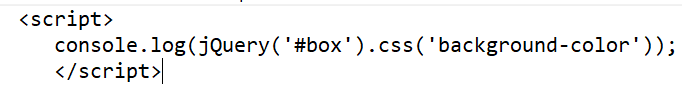 <script>
console.log(jQuery('#box').css('background-color'));
</script>